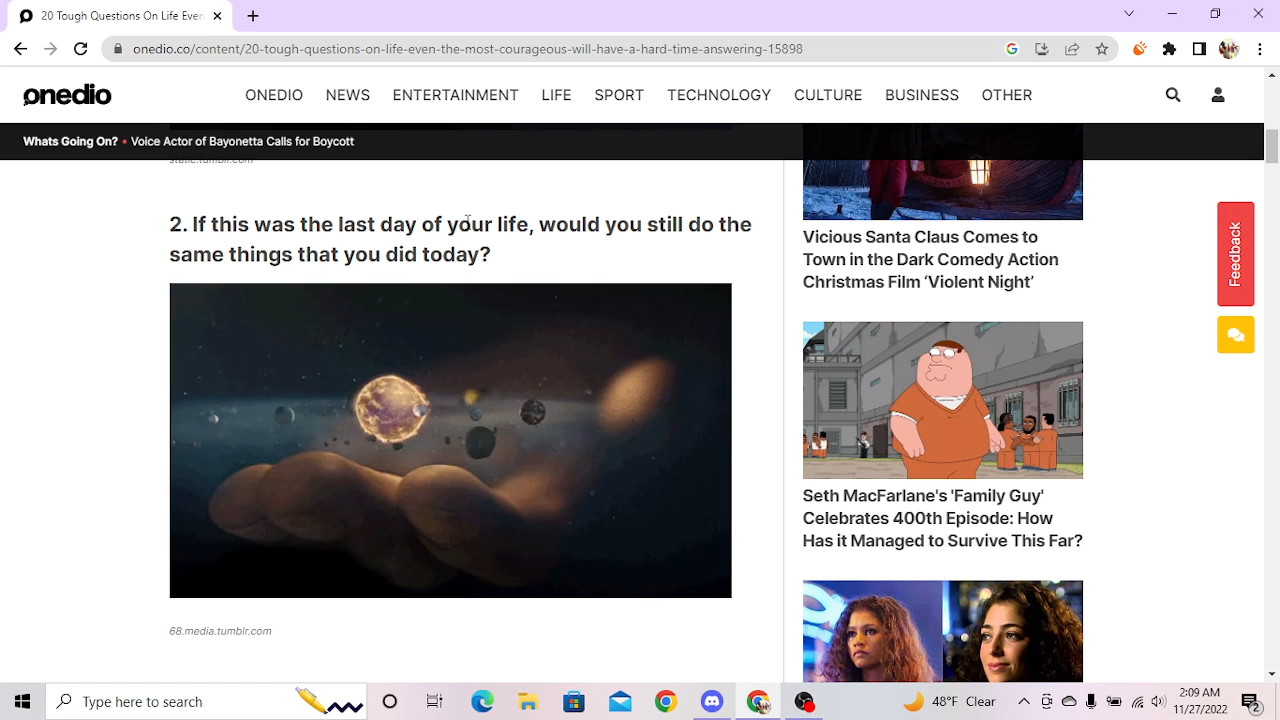 20 Tough Questions On Life Even
onedio.co/content/20-tough-questions-on-life-even-the-most-courageous-will-have-a-hard-time-answering-15898
onedio
ONEDIO NEWS ENTERTAINMENT LIFE SPORT TECHNOLOGY CULTURE BUSINESS OTHER
Whats Going On? • Voice Actor of Bayonetta Calls for Boycott
static.tumblr.com
2. If this was the last day of your life, would you still do the
same things that you did today?
68.media.tumblr.com
Vicious Santa Claus Comes to
Town in the Dark Comedy Action
Christmas Film ‘Violent Night’
Seth MacFarlane's 'Family Guy'
Celebrates 400th Episode: How
Has it Managed to Survive This Far?
Feedback
Type here to search
48°F Clear
2:09 AM
11/27/2022
2